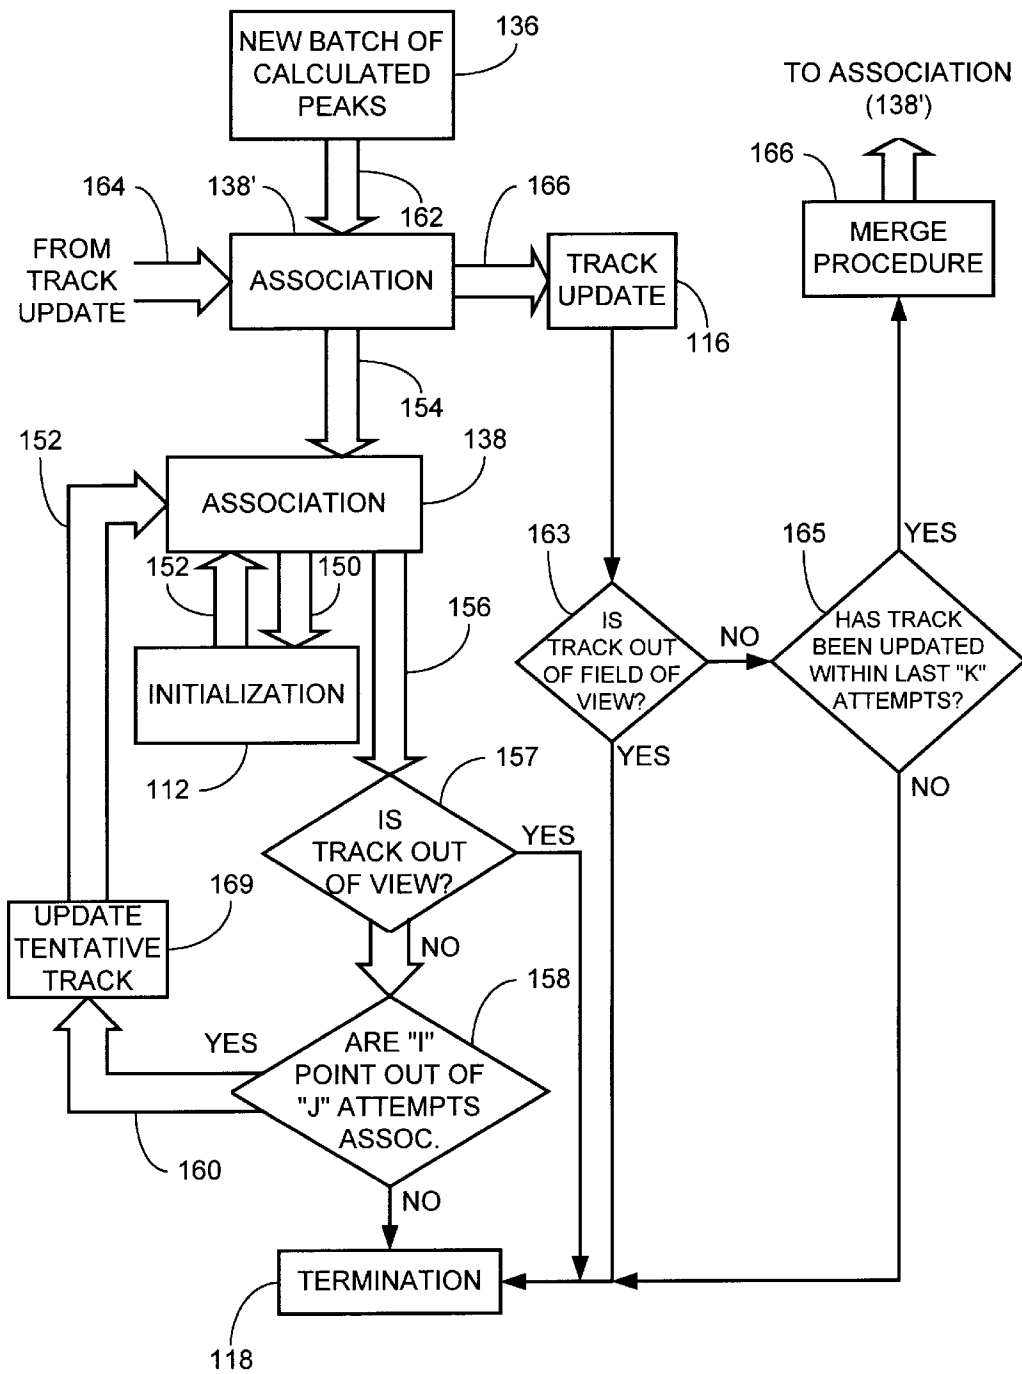 NEW BATCH OF
CALCULATED
PEAKS
136
TO ASSOCIATION
(138')
164
138'
162
166
166
FROM
TRACK
UPDATE
ASSOCIATION
TRACK
UPDATE
MERGE
PROCEDURE
116
154
152
138
ASSOCIATION
163
165
YES
152
150
156
INITIALIZATION
IS
TRACK OUT
OF FIELD OF
VIEW?
NO
HAS TRACK
BEEN UPDATED
WITHIN LAST "K"
ATTEMPTS?
YES
NO
112
157
IS
TRACK OUT
OF VIEW?
YES
169
UPDATE
TENTATIVE
TRACK
NO
158
YES
ARE "I"
POINT OUT OF
"J" ATTEMPTS
ASSOC.
160
NO
TERMINATION
118